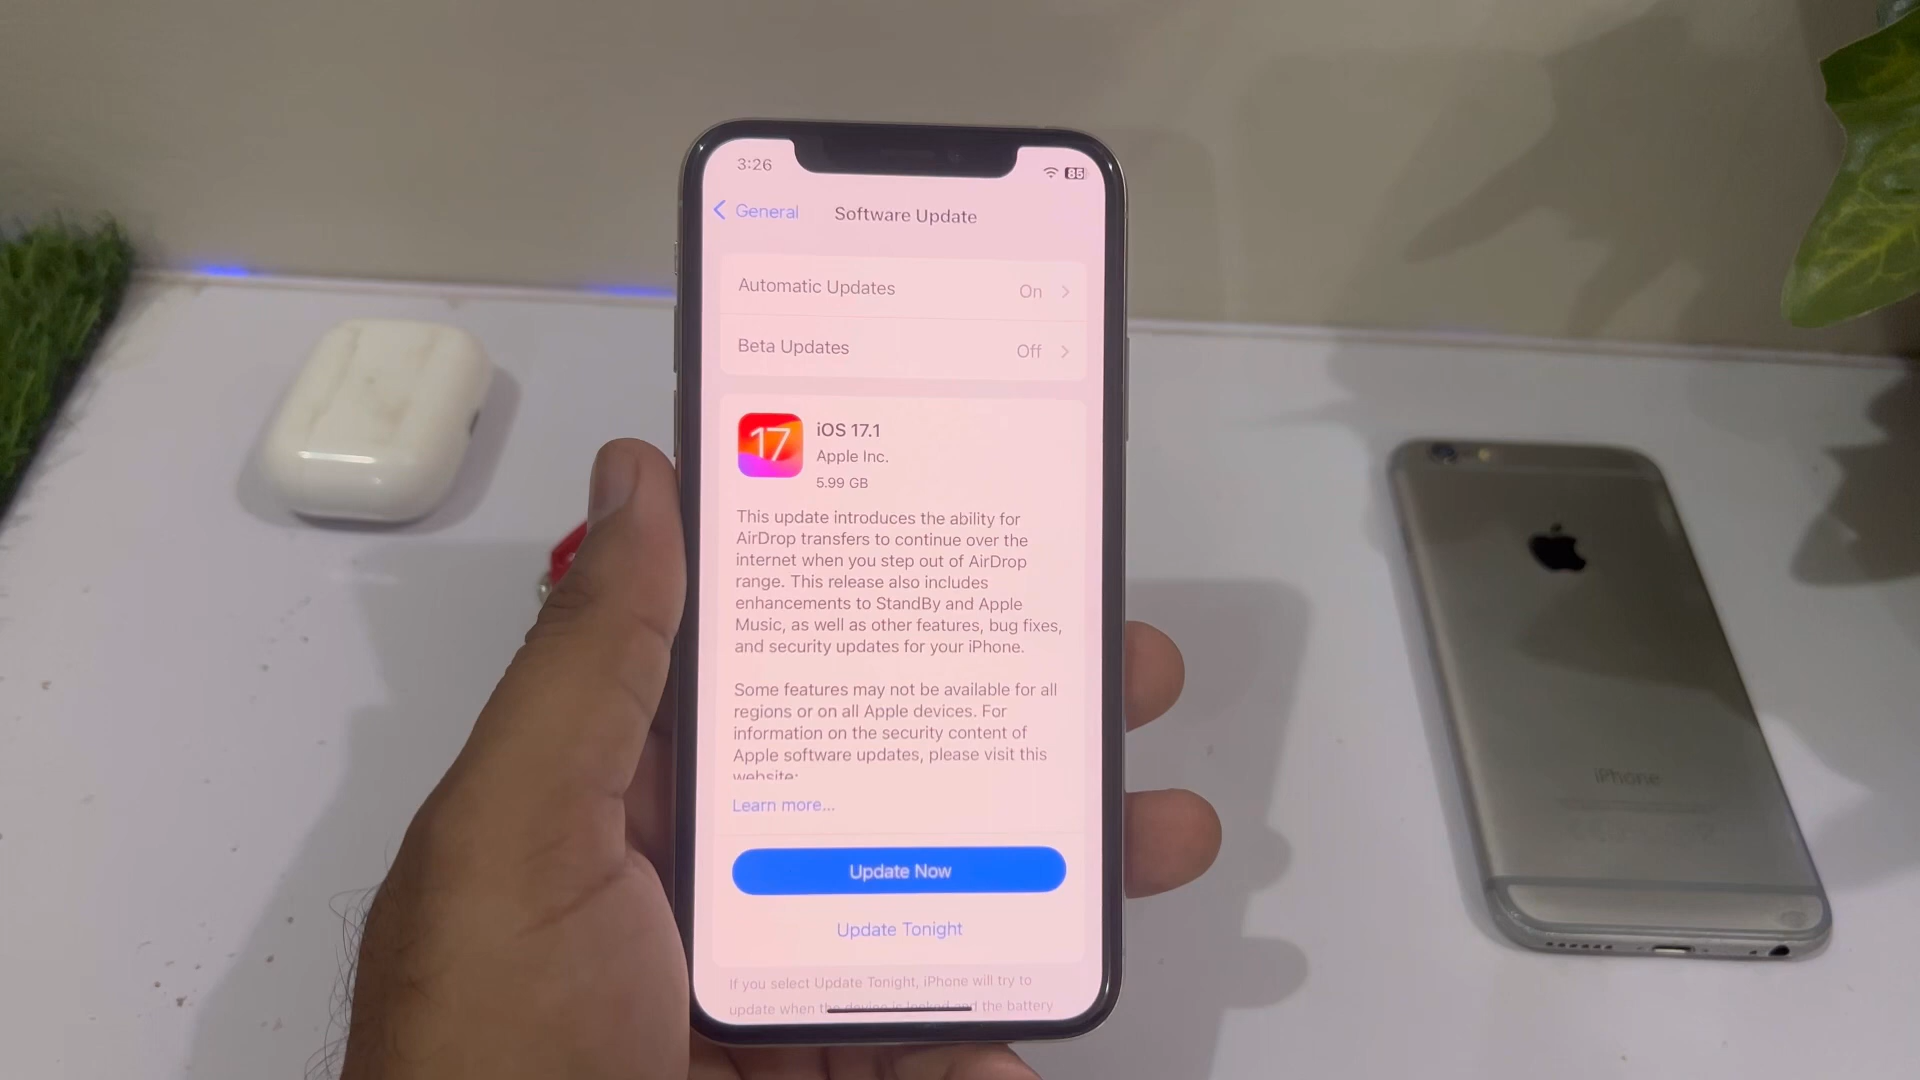 3:26
85
General
Software Update
Automatic Updates
On
Beta Updates
Off
17
iOS 17.1
Apple Inc.
5.99 GB
This update introduces the ability for
AirDrop transfers to continue over the
internet when you step out of AirDrop
range. This release also includes
enhancements to StandBy and Apple
Music, as well as other features, bug fixes,
and security updates for your iPhone.
Some features may not be available for all
regions or on all Apple devices. For
information on the security content of
Apple software updates, please visit this
website:
Learn more...
Update Now
Update Tonight
If you select Update Tonight, iPhone will try to
update when the device is locked and the battery
iPhone